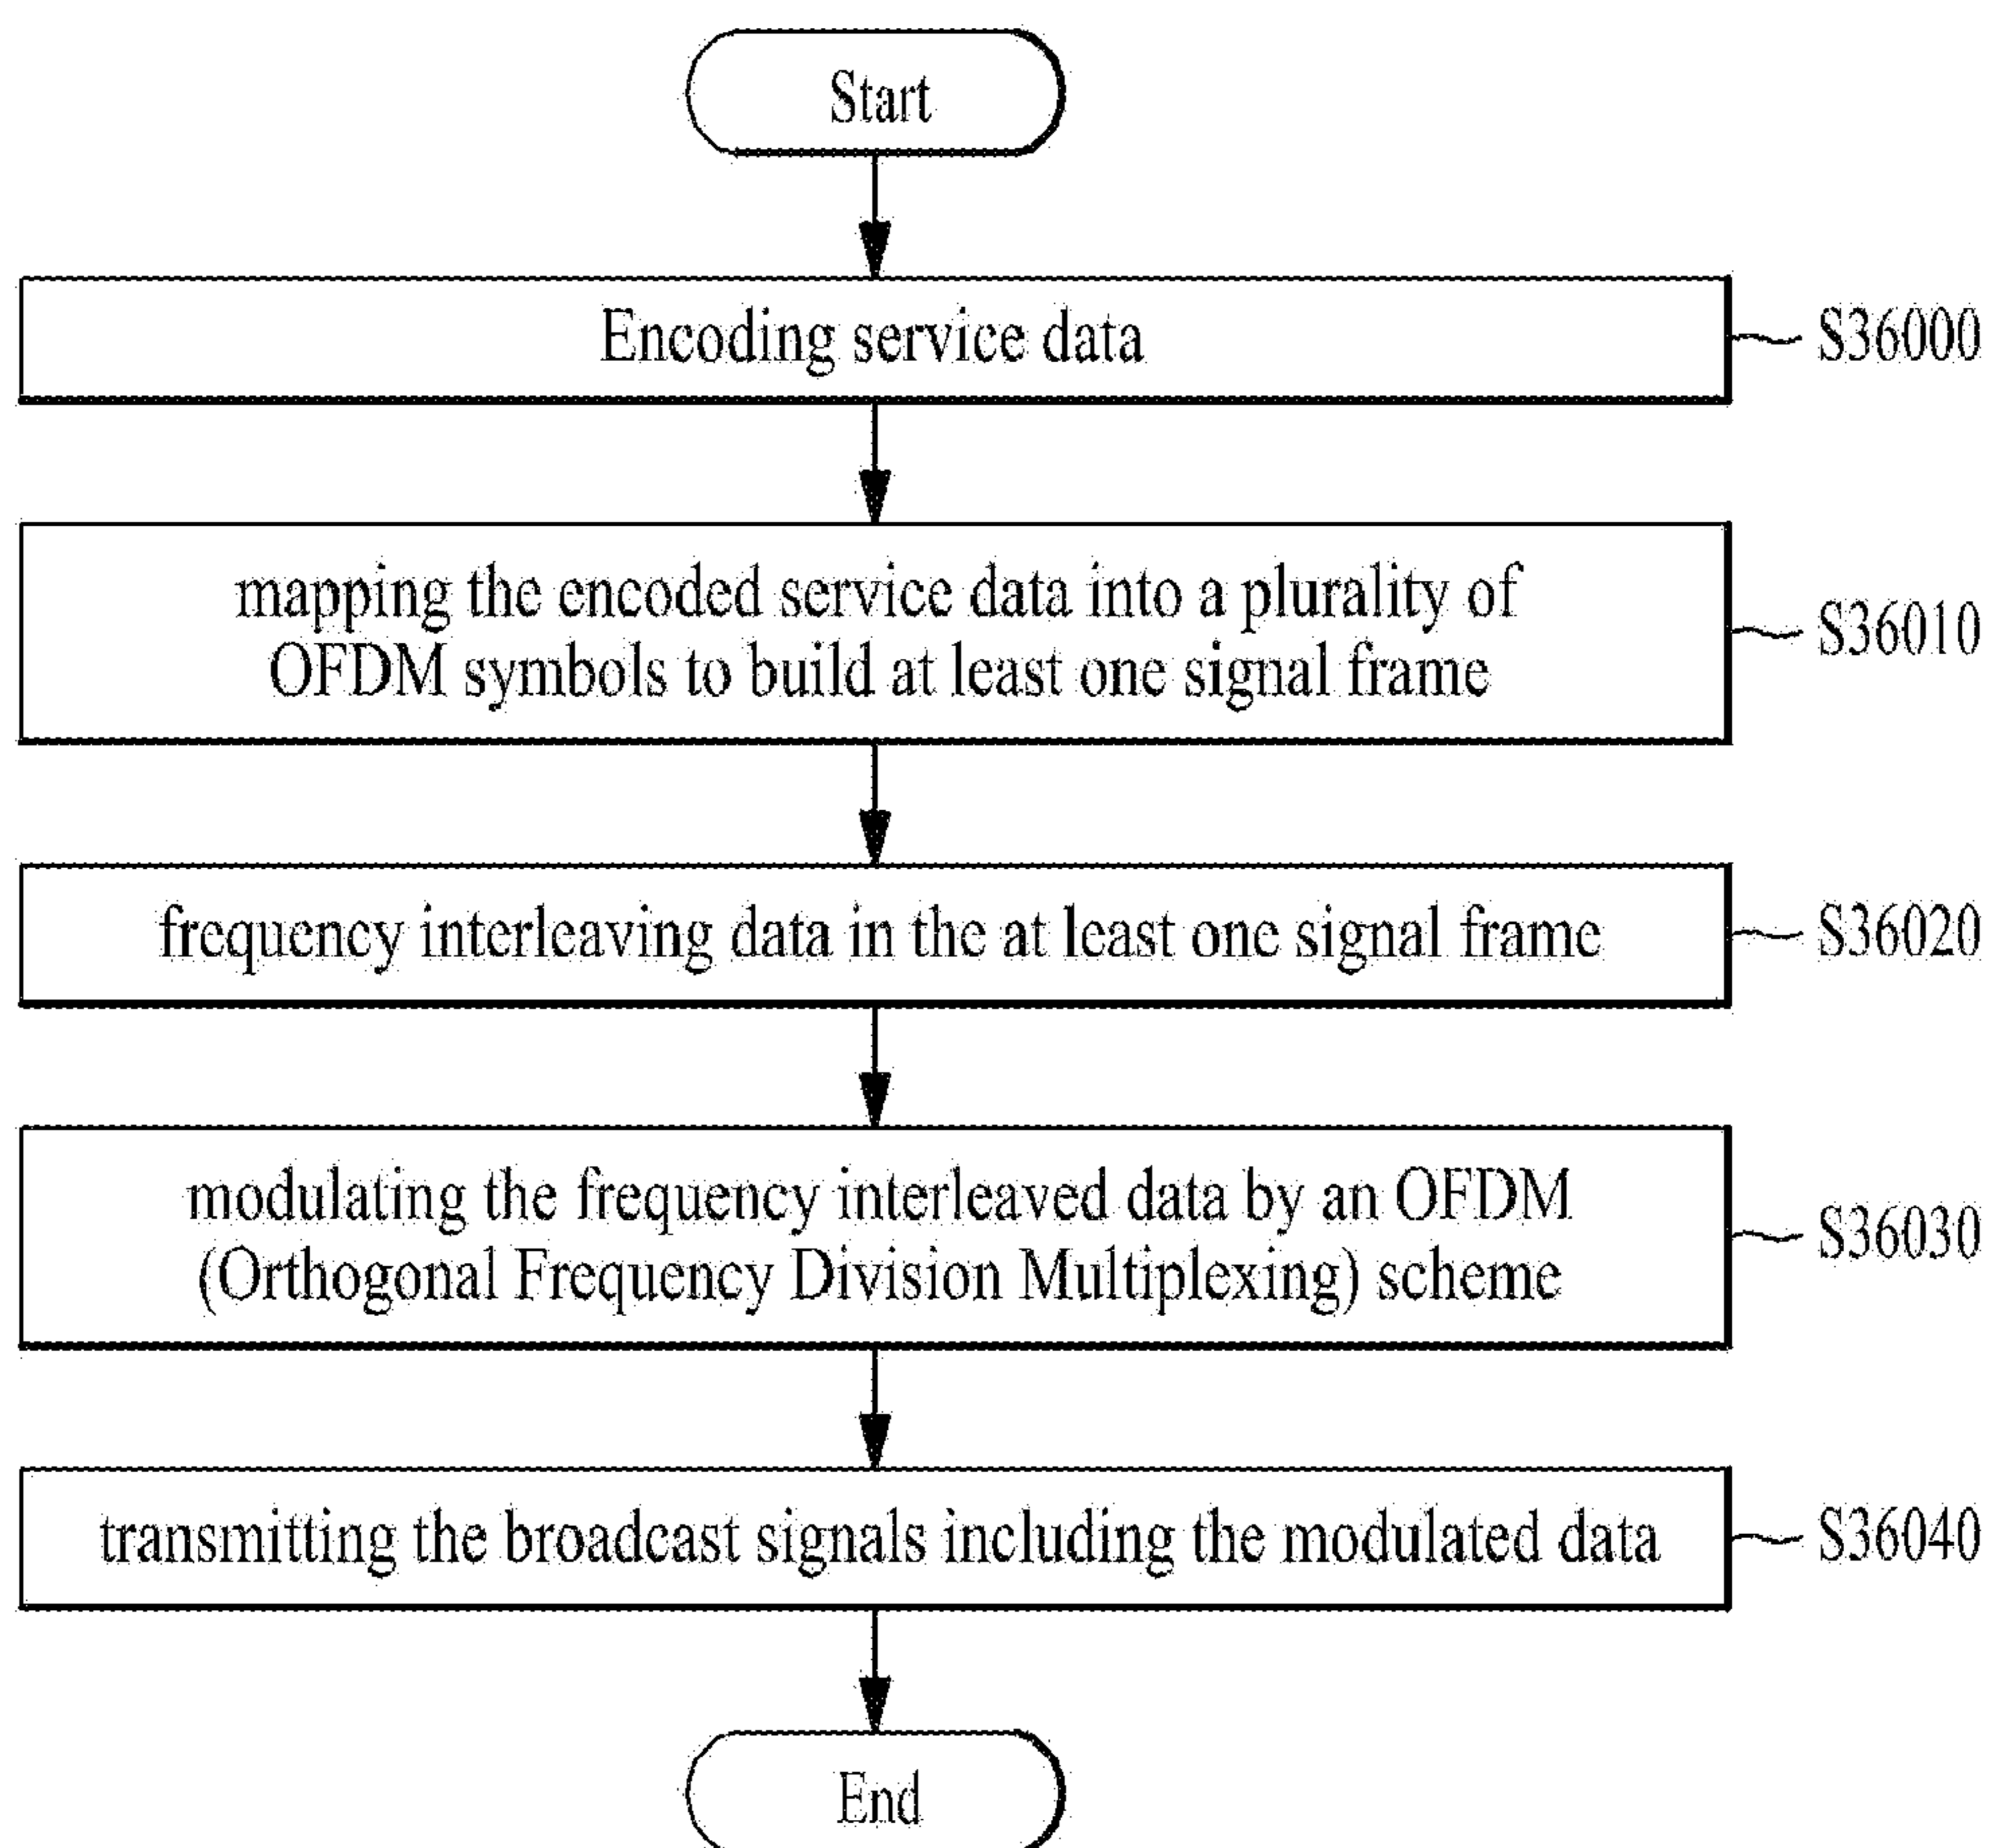 Start
Encoding service data
S36000
mapping the encoded service data into a plurality of
OFDM symbols to build at least one signal frame
S36010
frequency interleaving data in the at least one signal frame
S36020
modulating the frequency interleaved data by an OFDM
(Orthogonal Frequency Division Multiplexing) scheme
S36030
transmitting the broadcast signals including the modulated data
S36040
End